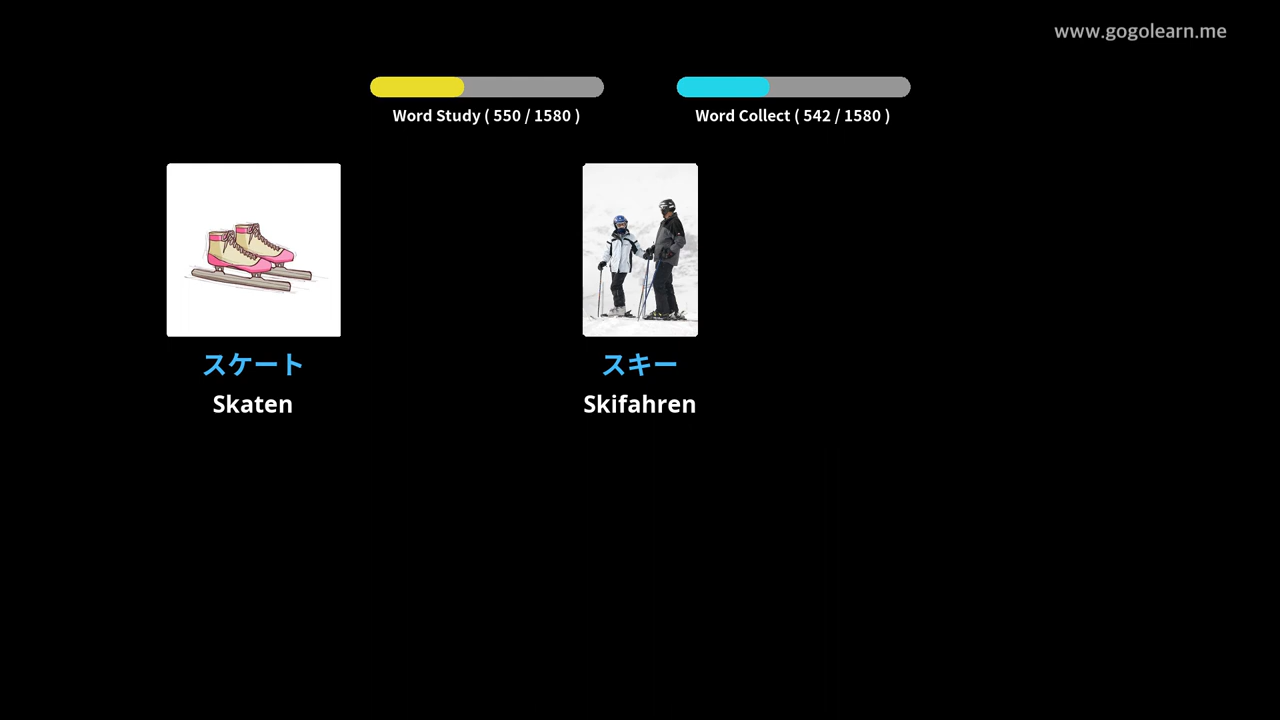 www.gogolearn.me
Word Study ( 550 / 1580 )
Word Collect ( 542 / 1580 )
スケート
スキー
Skaten
Skifahren